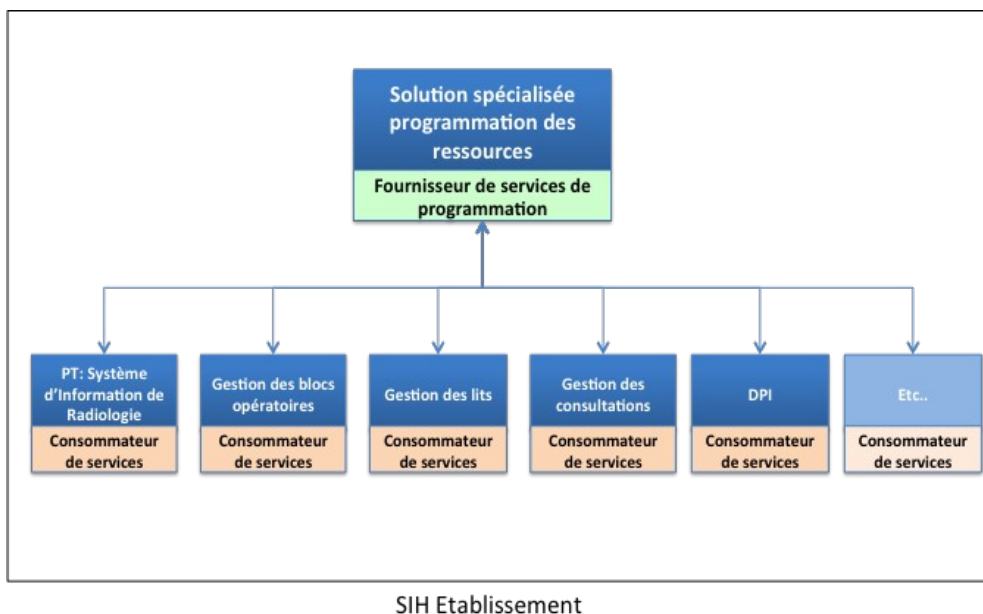 Solution spécialisée
programmation des
ressources
Fournisseur de services de
programmation
PT: Système
d'Information de
Radiologie
Consommateur
de services
Gestion des blocs
opératoires
Consommateur
de services
Gestion des lits
Consommateur
de services
Gestion des
consultations
Consommateur
de services
DPI
Consommateur
de services
Etc..
Consommateur
de services
SIH Etablissement